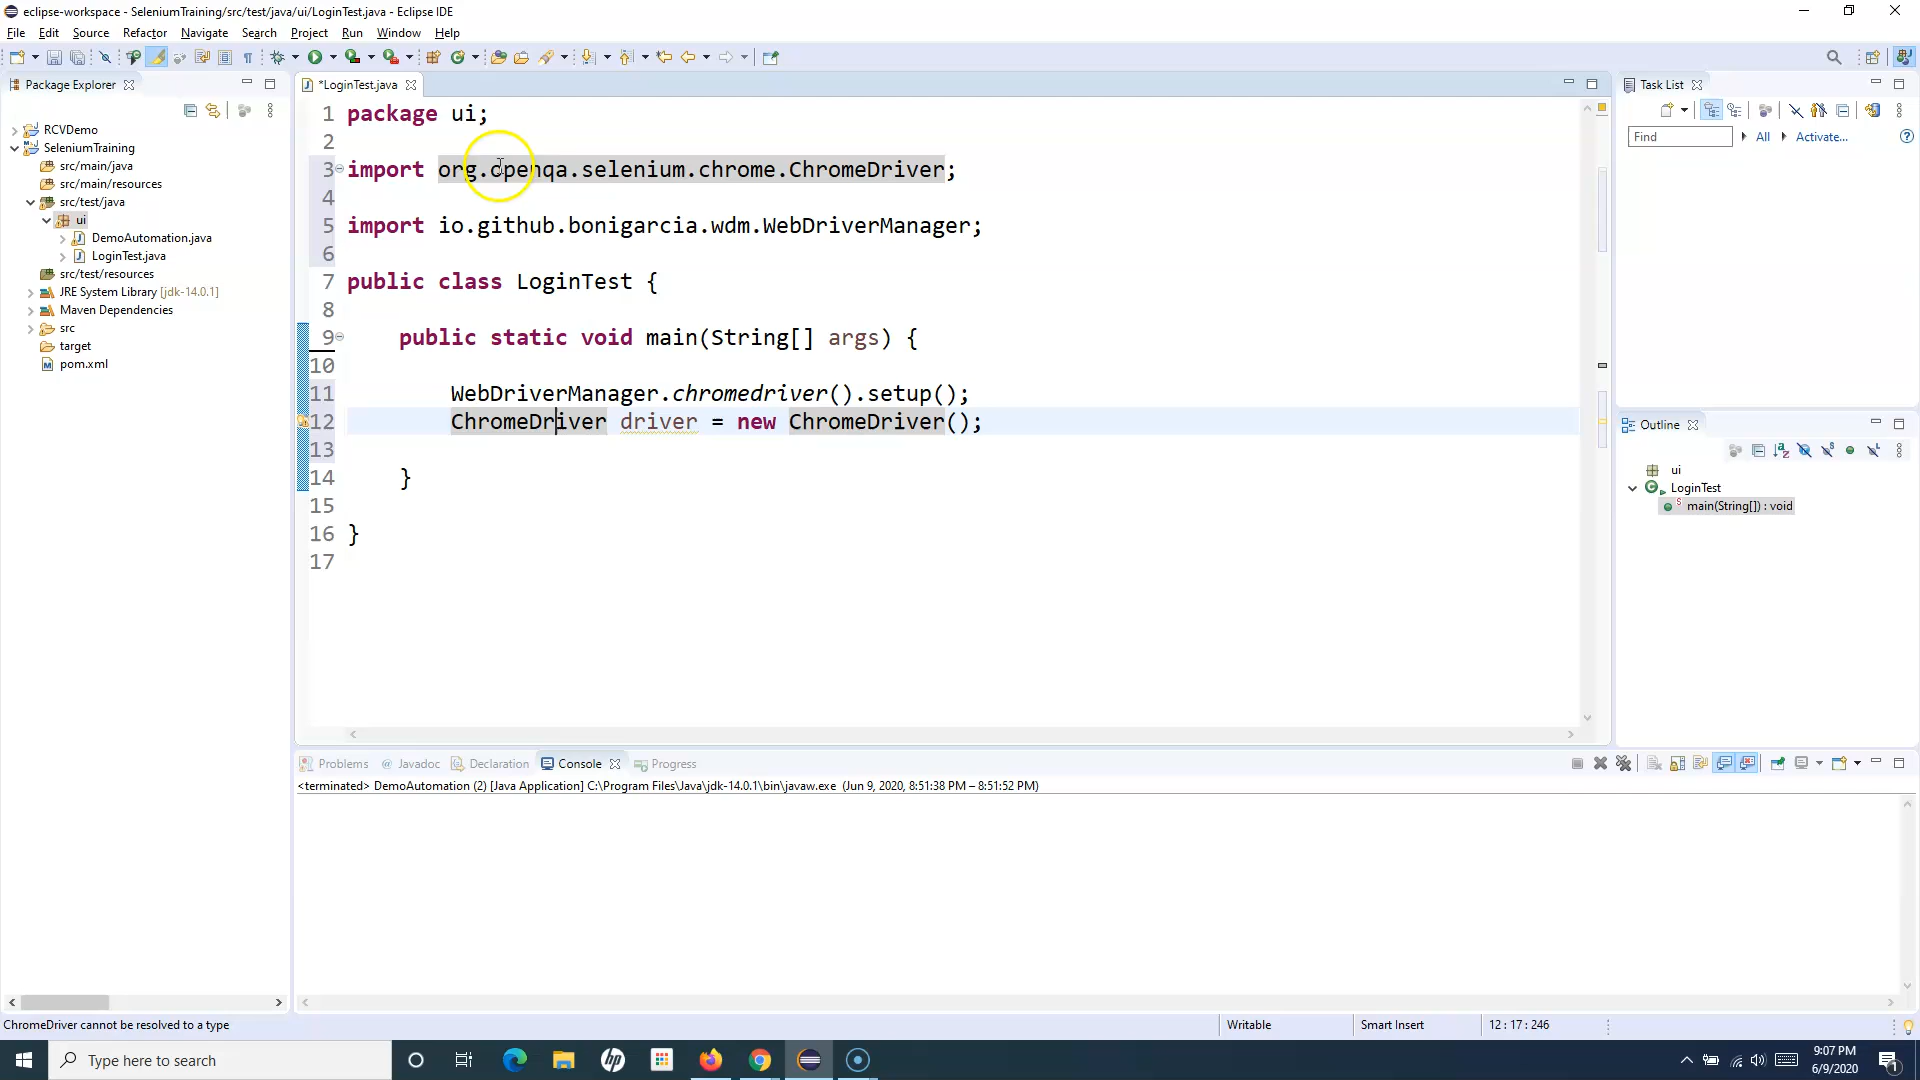 eclipse-workspace - SeleniumTraining/src/test/java/ui/LoginTest.java - Eclipse IDE
File Edit Source Refactor Navigate Search Project Run Window Help
Package Explorer
RCVDemo
SeleniumTraining
src/main/java
src/main/resources
src/test/java
ui
DemoAutomation.java
LoginTest.java
src/test/resources
JRE System Library [jdk-14.0.1]
Maven Dependencies
src
target
pom.xml
*LoginTest.java
1 package ui;
2
3 import org.openqa.selenium.chrome.ChromeDriver;
4
5 import io.github.bonigarcia.wdm.WebDriverManager;
6
7 public class LoginTest {
8
9 public static void main(String[] args) {
10
11 WebDriverManager.chromedriver().setup();
12 ChromeDriver driver = new ChromeDriver();
13
14 }
15
16 }
17
Task List
Find All Activate...
Outline
ui
LoginTest
main(String[]) : void
Problems Javadoc Declaration Console Progress
<terminated> DemoAutomation (2) [Java Application] C:\Program Files\Java\jdk-14.0.1\bin\javaw.exe (Jun 9, 2020, 8:51:38 PM – 8:51:52 PM)
ChromeDriver cannot be resolved to a type
Writable
Smart Insert
12 : 17 : 246
Type here to search
9:07 PM
6/9/2020